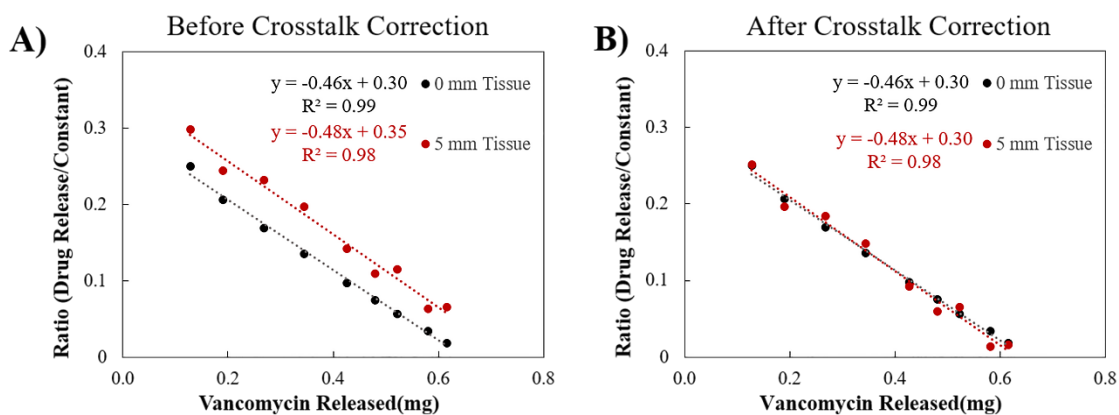 A)
Before Crosstalk Correction
Ratio (Drug Release/Constant)
0.4
0.3
0.2
0.1
0
y = -0.46x + 0.30
R² = 0.99
0 mm Tissue
y = -0.48x + 0.35
R² = 0.98
5 mm Tissue
0.0 0.2 0.4 0.6 0.8
Vancomycin Released(mg)
B)
After Crosstalk Correction
Ratio (Drug Release/Constant)
0.4
0.3
0.2
0.1
0
y = -0.46x + 0.30
R² = 0.99
0 mm Tissue
y = -0.48x + 0.30
R² = 0.98
5 mm Tissue
0.0 0.2 0.4 0.6 0.8
Vancomycin Released(mg)